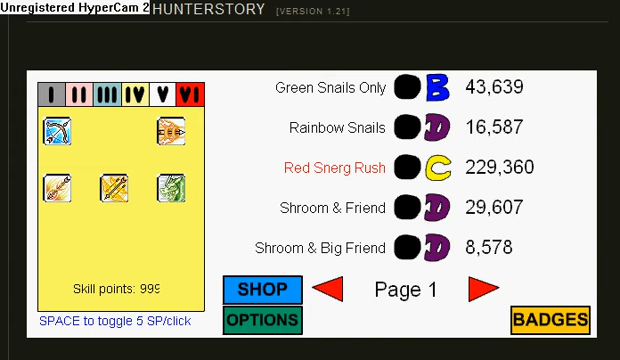 Unregistered HyperCam 2
HUNTERSTORY [VERSION 1.21]
I II III IV V VI
Skill points: 999
SPACE to toggle 5 SP/click
Green Snails Only B 43,639
Rainbow Snails D 16,587
Red Snerg Rush C 229,360
Shroom & Friend D 29,607
Shroom & Big Friend D 8,578
SHOP
Page 1
OPTIONS
BADGES